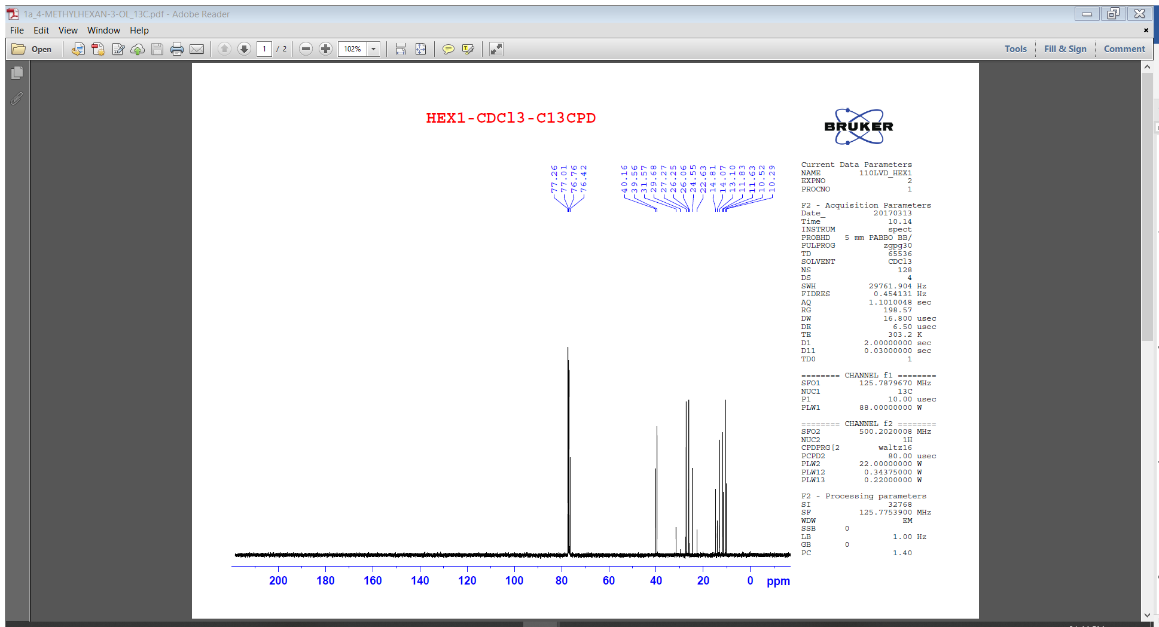 1a_4-METHYLHEXAN-3-OL_13C.pdf - Adobe Reader
File Edit View Window Help
Open 1 / 2 102% Tools Fill & Sign Comment
HEX1-CDCl3-C13CPD
BRUKER
77.26
77.01
76.76
76.42
40.16
39.56
31.57
29.68
27.27
26.25
26.06
24.55
22.63
14.81
14.07
13.10
11.83
11.63
10.52
10.29
Current Data Parameters
NAME 110LVD_HEX1
EXPNO 2
PROCNO 1
F2 - Acquisition Parameters
Date_ 20170313
Time 10.14
INSTRUM spect
PROBHD 5 mm PABBO BB/
PULPROG zgpg30
TD 65536
SOLVENT CDCl3
NS 128
DS 4
SWH 29761.904 Hz
FIDRES 0.454131 Hz
AQ 1.1010048 sec
RG 198.57
DW 16.800 usec
DE 6.50 usec
TE 303.2 K
D1 2.00000000 sec
D11 0.03000000 sec
TD0 1
======== CHANNEL f1 ========
SFO1 125.7879670 MHz
NUC1 13C
P1 10.00 usec
PLW1 88.00000000 W
======== CHANNEL f2 ========
SFO2 500.2020008 MHz
NUC2 1H
CPDPRG[2 waltz16
PCPD2 80.00 usec
PLW2 22.00000000 W
PLW12 0.34375000 W
PLW13 0.22000000 W
F2 - Processing parameters
SI 32768
SF 125.7753900 MHz
WDW EM
SSB 0
LB 1.00 Hz
GB 0
PC 1.40
200 180 160 140 120 100 80 60 40 20 0 ppm